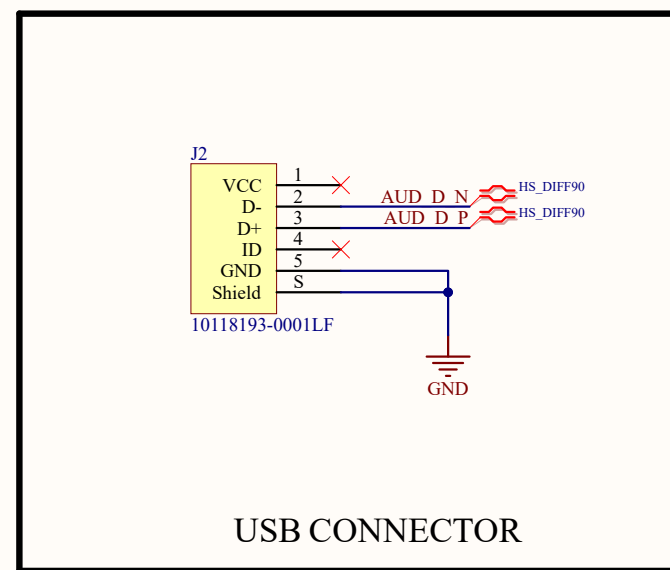 J2
VCC 1
D- 2 AUD_D_N HS_DIFF90
D+ 3 AUD_D_P HS_DIFF90
ID 4
GND 5
Shield S
10118193-0001LF
GND
USB CONNECTOR